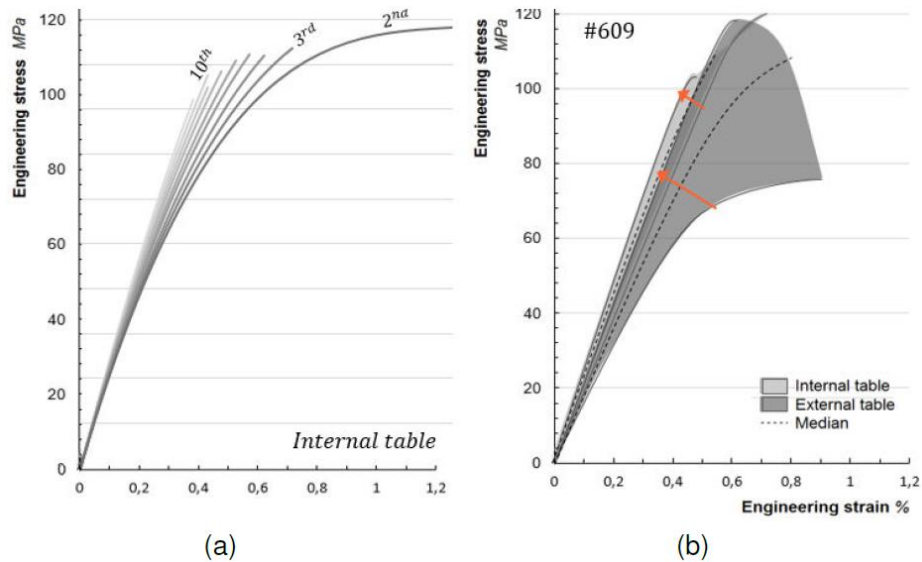 Engineering stress MPa
120
100
80
60
40
20
0
0
0,2
0,4
0,6
0,8
1
1,2
10th
3rd
2nd
Internal table
(a)
Engineering stress MPa
120
100
80
60
40
20
0
0
0,2
0,4
0,6
0,8
1
1,2
#609
Internal table
External table
Median
Engineering strain %
(b)